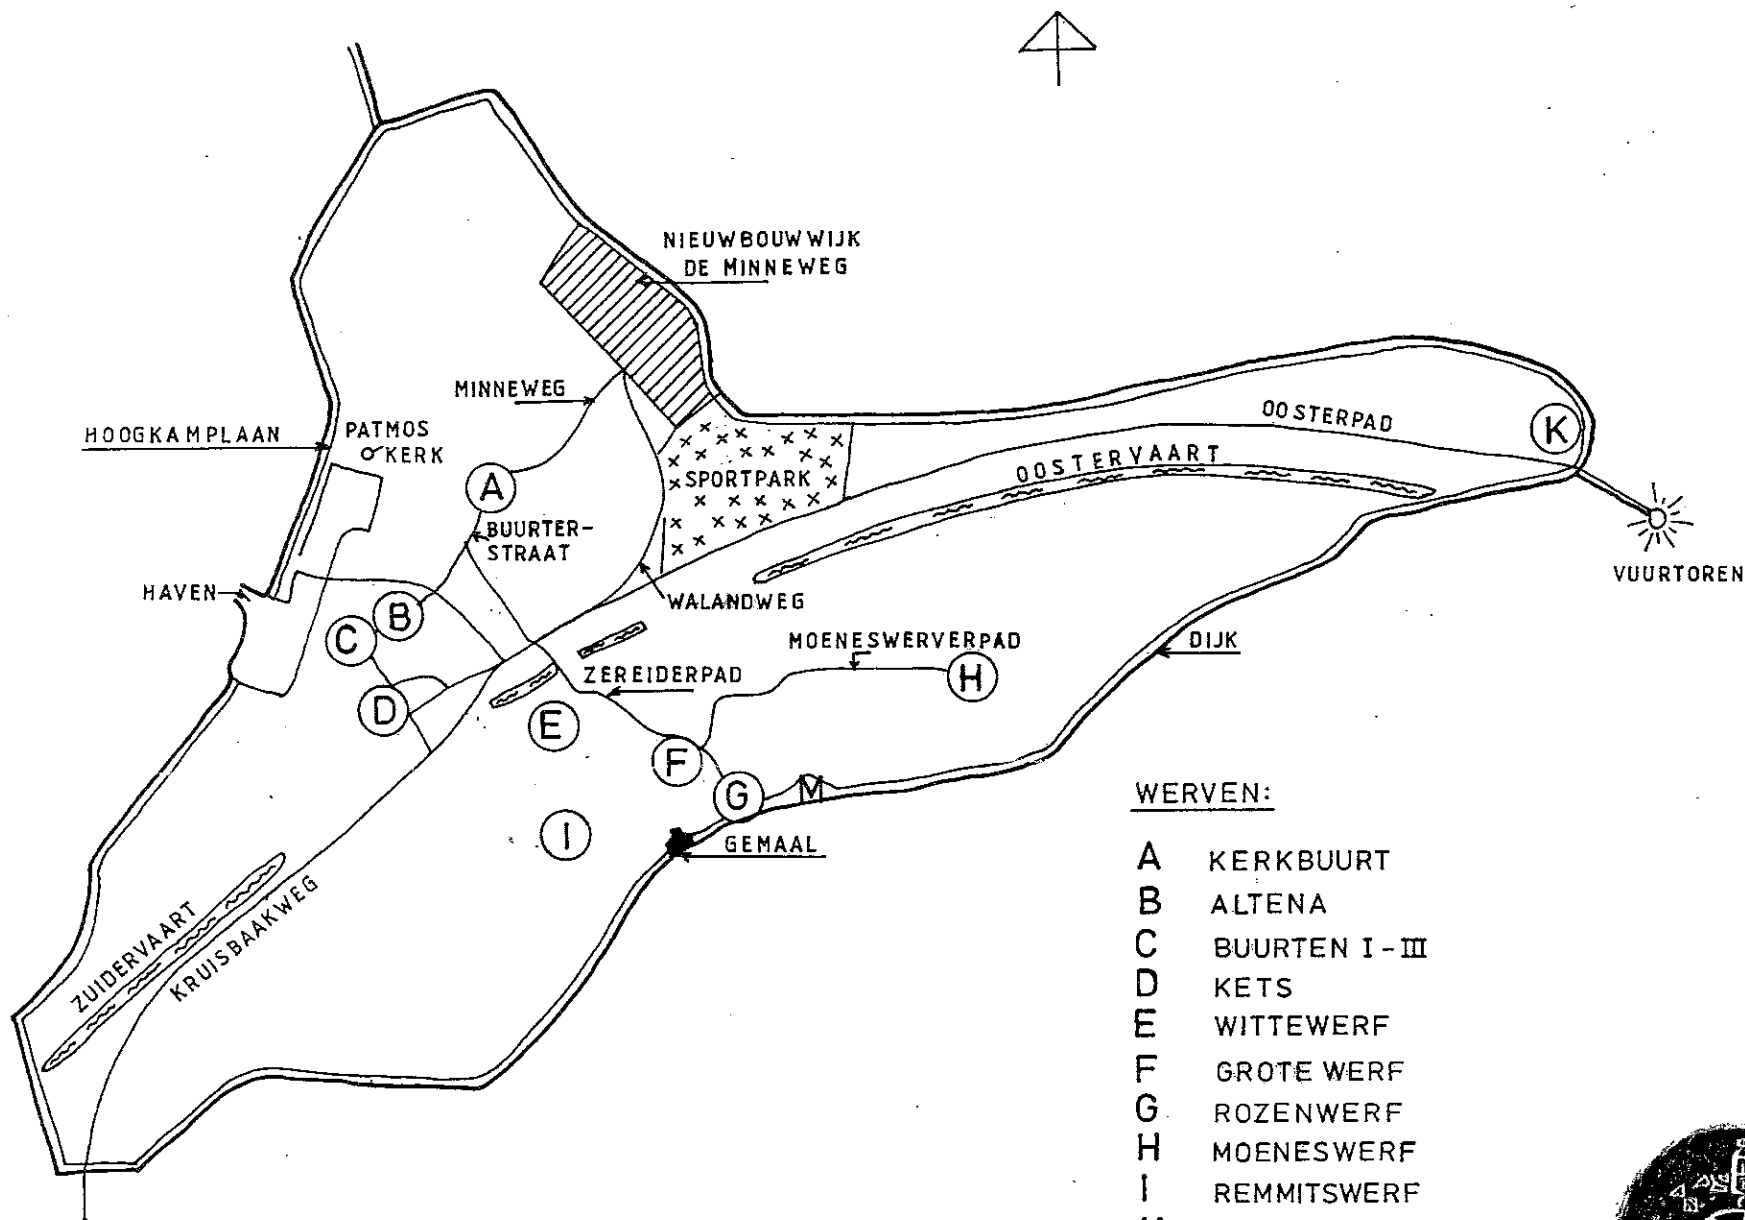 NIEUWBOUWWIJK
DE MINNEWEG
MINNEWEG
HOOGKAMPLAAN
PATMOS
KERK
OOSTERPAD
K
OOSTERVAART
SPORTPARK
A
BUURTER-
STRAAT
VUURTOREN
HAVEN
WALANDWEG
B
C
MOENESWERVERPAD
DIJK
ZEREIDERPAD
H
D
E
F
G
M
I
GEMAAL
ZUIDERVAART
KRUISBAAKWEG
WERVEN:
A KERKBUURT
B ALTENA
C BUURTEN I-III
D KETS
E WITTEWERF
F GROTE WERF
G ROZENWERF
H MOENESWERF
I REMMITSWERF